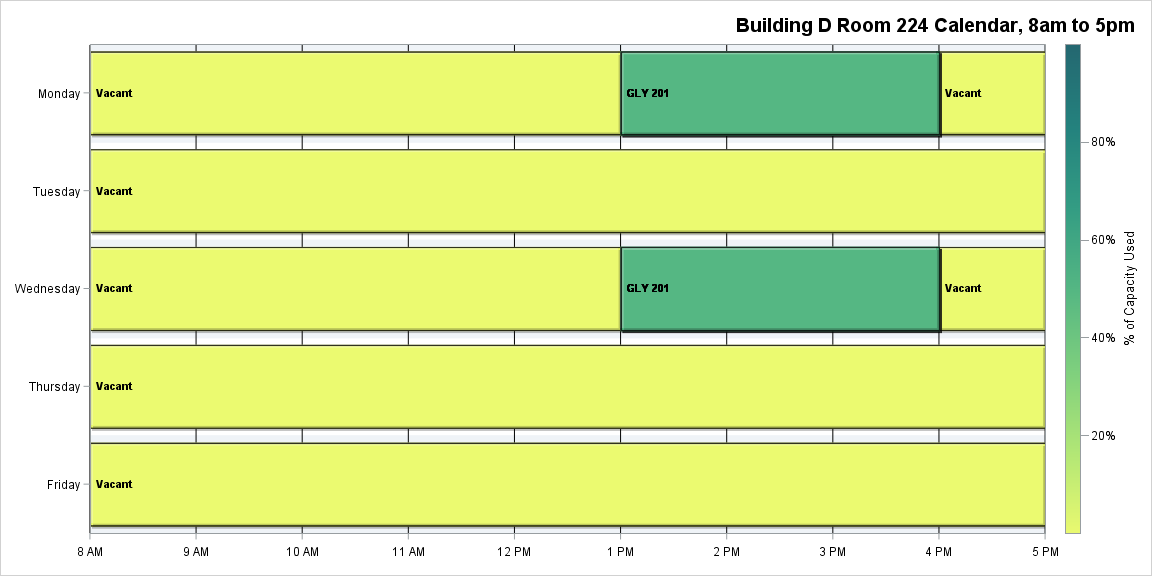 Building D Room 224 Calendar, 8am to 5pm
Monday
Vacant
GLY 201
Vacant
Tuesday
Vacant
Wednesday
Vacant
GLY 201
Vacant
Thursday
Vacant
Friday
Vacant
8 AM
9 AM
10 AM
11 AM
12 PM
1 PM
2 PM
3 PM
4 PM
5 PM
80%
60%
40%
20%
% of Capacity Used